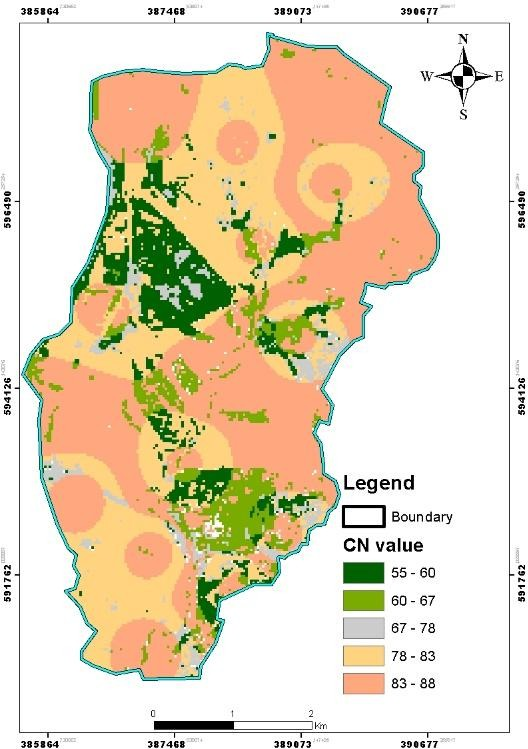 385864 387468 389073 390677
N
W E
S
596490 596490
594126 594126
591762 591762
Legend
Boundary
CN value
55 - 60
60 - 67
67 - 78
78 - 83
83 - 88
0 1 2
Km
385864 387468 389073 390677